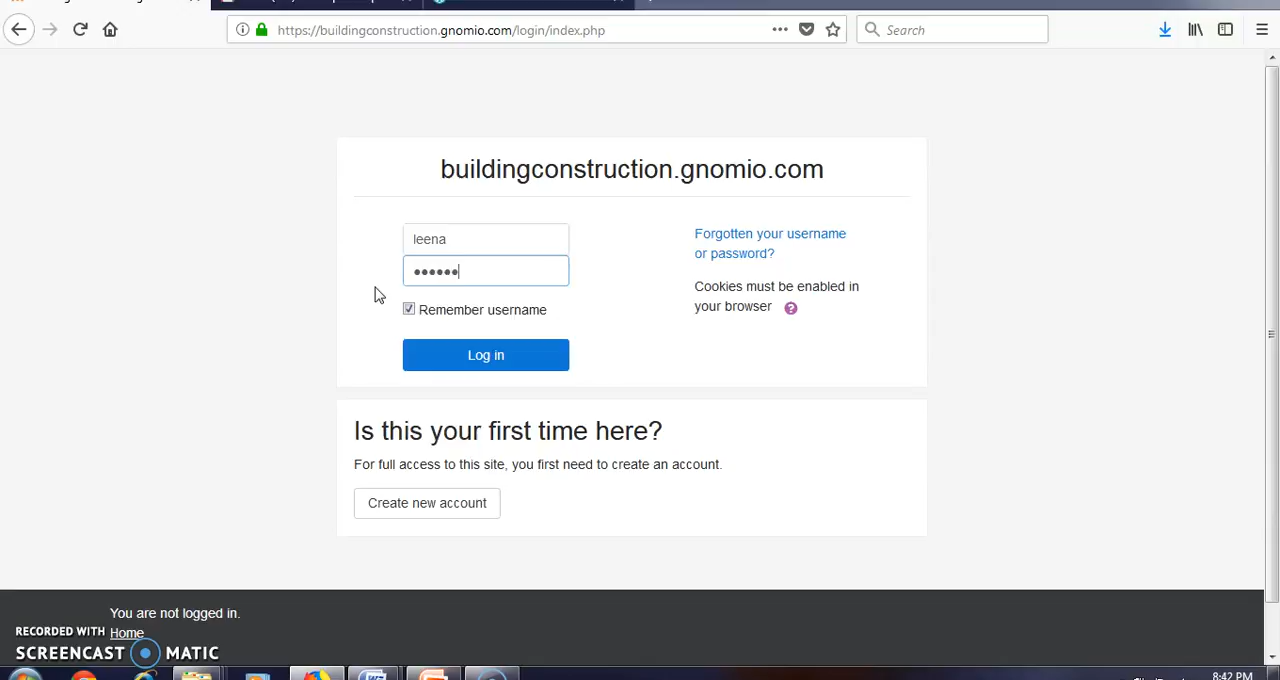 https://buildingconstruction.gnomio.com/login/index.php
Search
buildingconstruction.gnomio.com
leena
••••••
Forgotten your username
or password?
Cookies must be enabled in
your browser
Remember username
Log in
Is this your first time here?
For full access to this site, you first need to create an account.
Create new account
You are not logged in.
Home
RECORDED WITH
SCREENCAST MATIC
8:42 PM